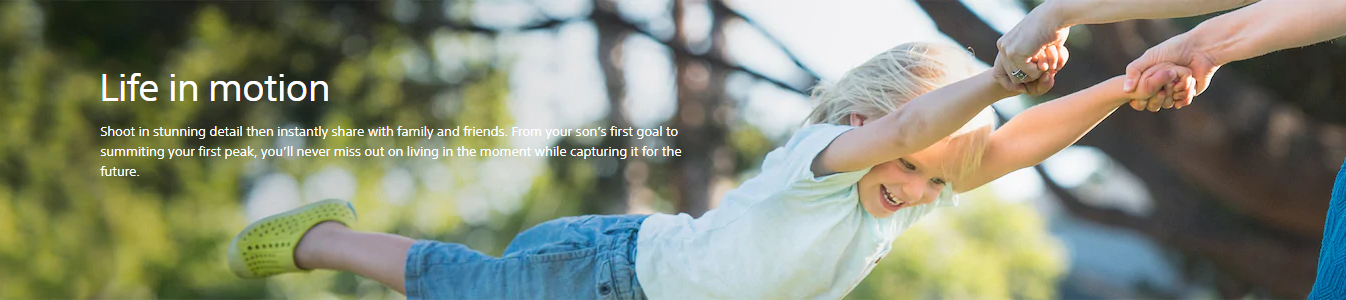 Life in motion
Shoot in stunning detail then instantly share with family and friends. From your son’s first goal to
summiting your first peak, you’ll never miss out on living in the moment while capturing it for the
future.